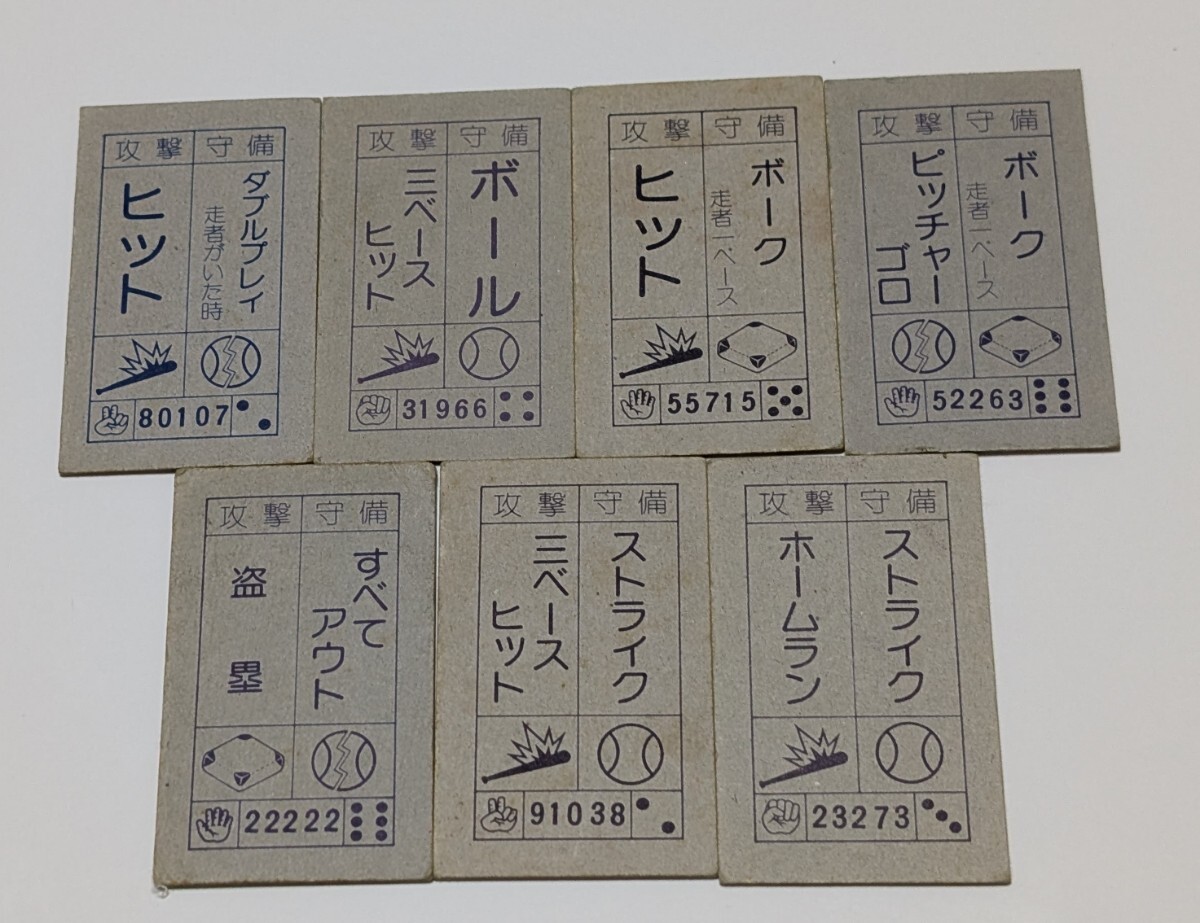 攻撃 守備
ダブルプレイ
走者がいた時
ヒット
80107
攻撃 守備
ボール
三ベース
ヒット
31966
攻撃 守備
ボーク
走者一ベース
ヒット
55715
攻撃 守備
ボーク
走者一ベース
ピッチャー
ゴロ
52263
攻撃 守備
すべて
アウト
盗塁
22222
攻撃 守備
ストライク
三ベース
ヒット
91038
攻撃 守備
ストライク
ホームラン
23273